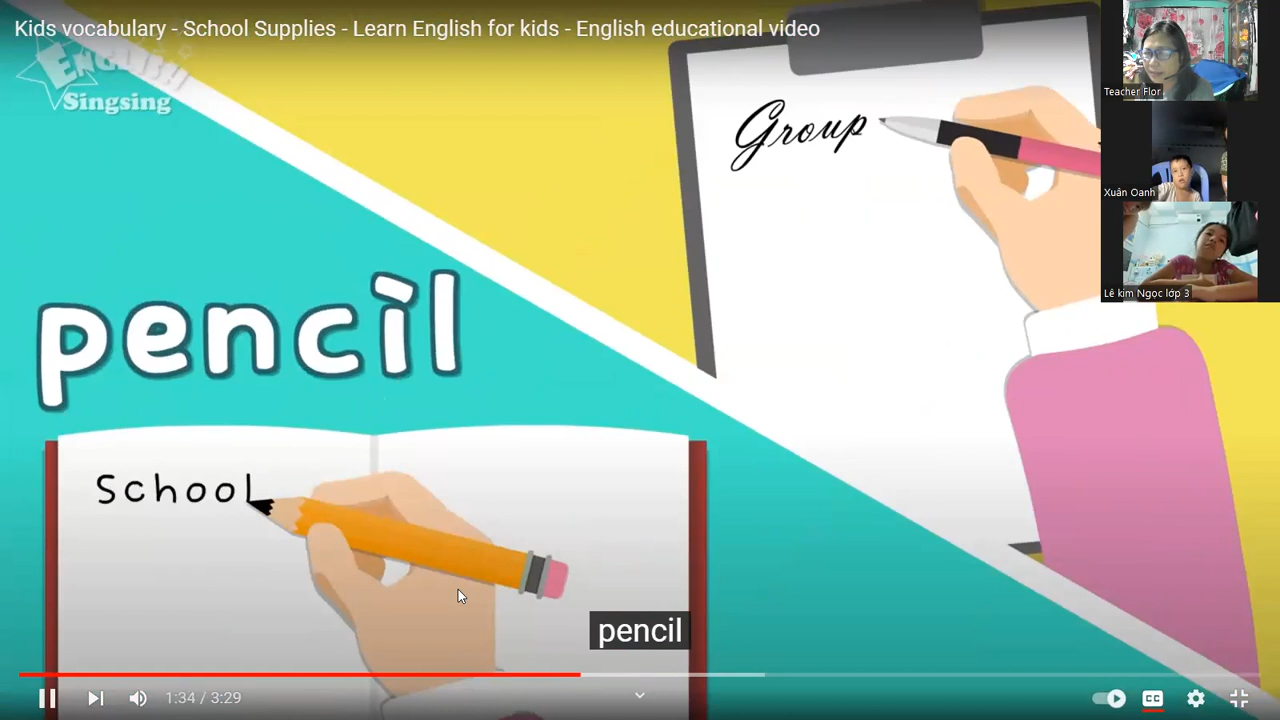 Kids vocabulary - School Supplies - Learn English for kids - English educational video
ENGLISH
Singsing
Teacher Flor
Group
Xuân Oanh
Lê kim Ngọc lớp 3
pencil
School
pencil
1:34 / 3:29
CC